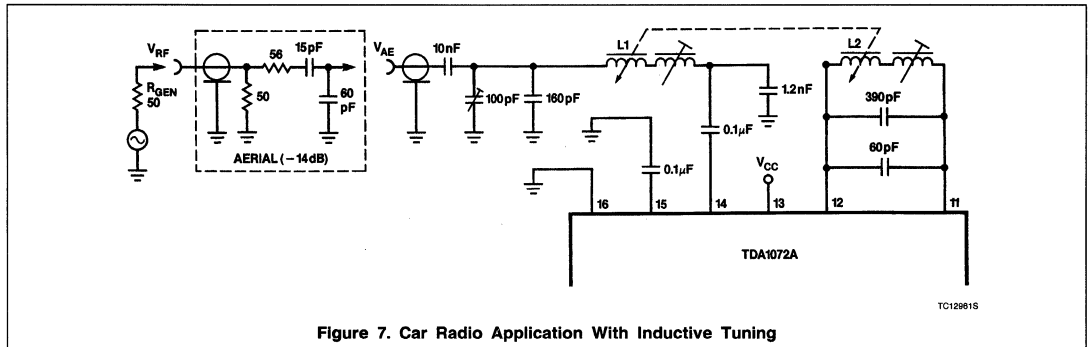 V_RF
R_GEN
50
56
15pF
50
60
pF
AERIAL (−14dB)
V_AE
10nF
100pF
160pF
L1
1.2nF
0.1µF
0.1µF
V_CC
L2
390pF
60pF
16
15
14
13
12
11
TDA1072A
TC12961S
Figure 7. Car Radio Application With Inductive Tuning